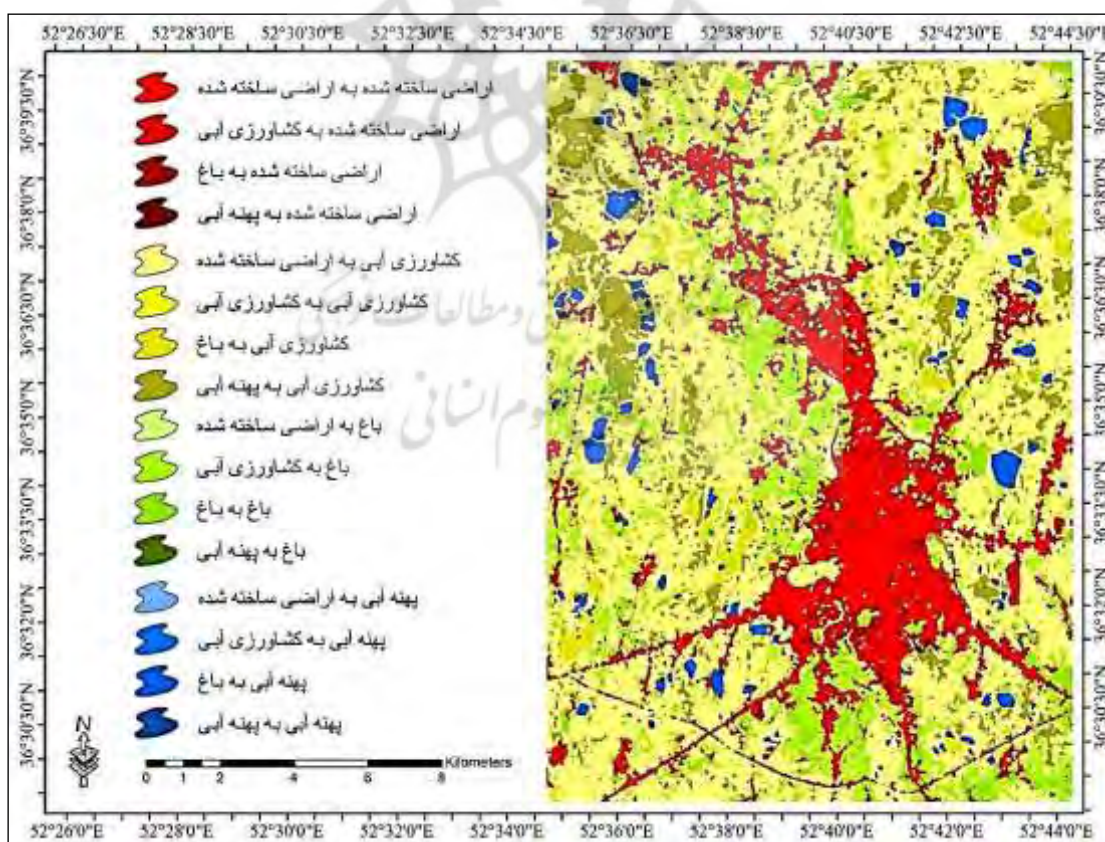 52°26'30"E 52°28'30"E 52°30'30"E 52°32'30"E 52°34'30"E 52°36'30"E 52°38'30"E 52°40'30"E 52°42'30"E 52°44'30"E
36°39'30"N
36°38'0"N
36°36'30"N
36°35'0"N
36°33'30"N
36°32'0"N
36°30'30"N
اراضی ساخته شده به اراضی ساخته شده
اراضی ساخته شده به کشاورزی آبی
اراضی ساخته شده به باغ
اراضی ساخته شده به پهنه آبی
کشاورزی آبی به اراضی ساخته شده
کشاورزی آبی به کشاورزی آبی
کشاورزی آبی به باغ
کشاورزی آبی به پهنه آبی
باغ به اراضی ساخته شده
باغ به کشاورزی آبی
باغ به باغ
باغ به پهنه آبی
پهنه آبی به اراضی ساخته شده
پهنه آبی به کشاورزی آبی
پهنه آبی به باغ
پهنه آبی به پهنه آبی
N
Kilometers
0 1 2 4 6 8
و مطالعات فرهنگی
علوم انسانی
52°26'0"E 52°28'0"E 52°30'0"E 52°32'0"E 52°34'0"E 52°36'0"E 52°38'0"E 52°40'0"E 52°42'0"E 52°44'0"E